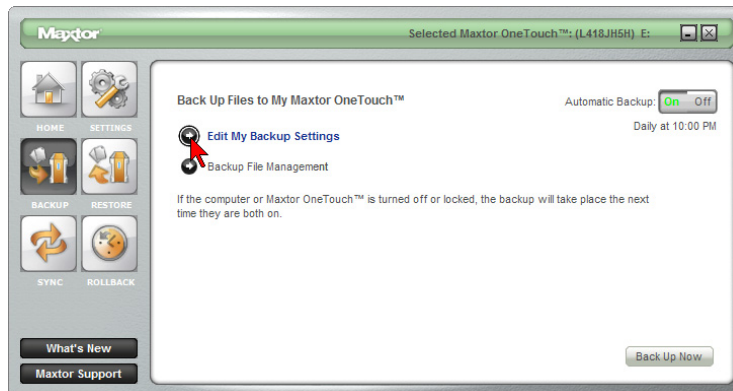 Maxtor
Selected Maxtor OneTouch™: (L418JH5H) E:
HOME SETTINGS
BACKUP RESTORE
SYNC ROLLBACK
What's New
Maxtor Support
Back Up Files to My Maxtor OneTouch™
Automatic Backup: On Off
Daily at 10:00 PM
Edit My Backup Settings
Backup File Management
If the computer or Maxtor OneTouch™ is turned off or locked, the backup will take place the next
time they are both on.
Back Up Now